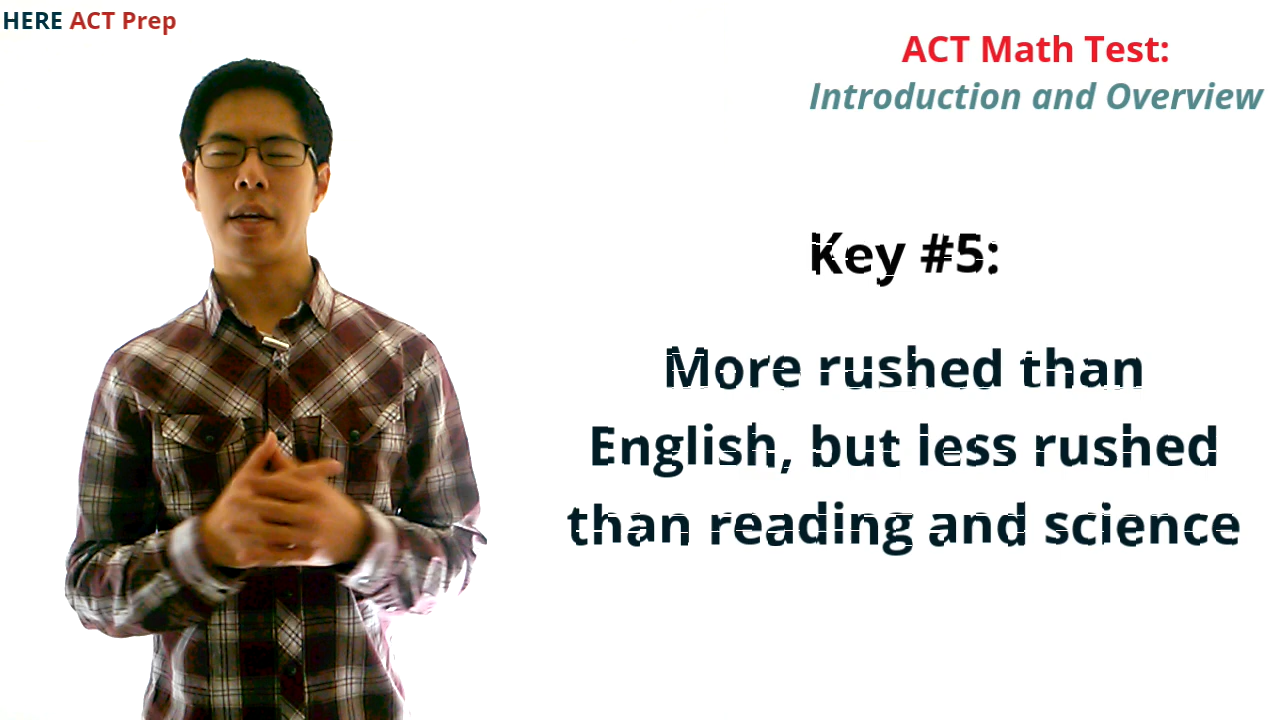 HERE ACT Prep
ACT Math Test:
Introduction and Overview
Key #5:
More rushed than
English, but less rushed
than reading and science